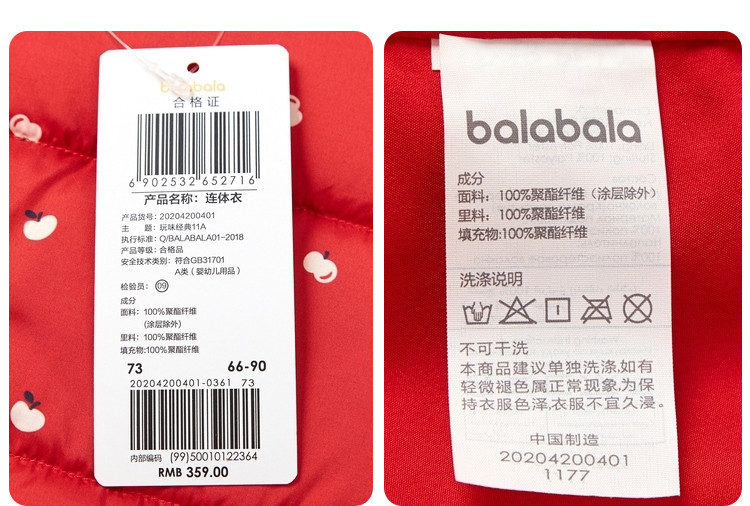 balabala
合格证
6 902532 652716
产品名称：连体衣
产品货号：20204200401
主 题：玩味经典11A
执行标准：Q/BALABALA01-2018
产品等级：合格品
安全技术类别：符合GB31701
A类（婴幼儿用品）
检验员：09
成分
面料：100%聚酯纤维
(涂层除外)
里料：100%聚酯纤维
填充物:100%聚酯纤维
73 66-90
20204200401-0361 73
内部编码 (99)50010122364
RMB 359.00
balabala
成分
面料：100%聚酯纤维（涂层除外）
里料：100%聚酯纤维
填充物:100%聚酯纤维
洗涤说明
不可干洗
本商品建议单独洗涤,如有
轻微褪色属正常现象,为保
持衣服色泽,衣服不宜久浸。
中国制造
20204200401
1177